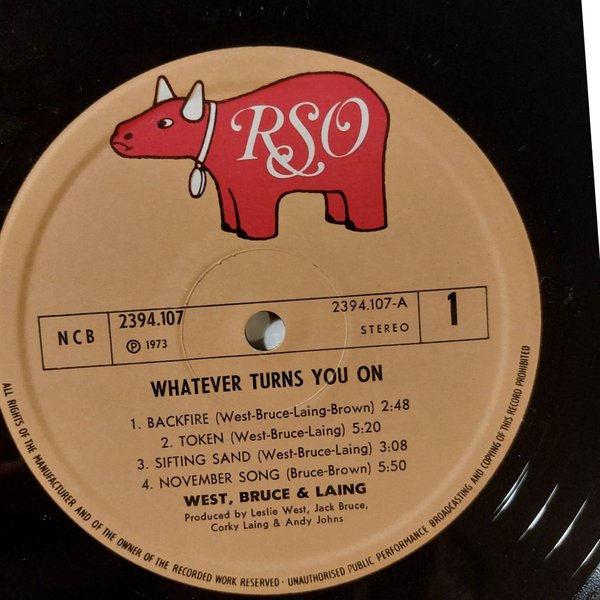 RSO
NCB
2394.107
℗ 1973
2394.107-A
STEREO
1
WHATEVER TURNS YOU ON
1. BACKFIRE (West-Bruce-Laing-Brown) 2:48
2. TOKEN (West-Bruce-Laing) 5:20
3. SIFTING SAND (West-Bruce-Laing) 3:08
4. NOVEMBER SONG (Bruce-Brown) 5:50
WEST, BRUCE & LAING
Produced by Leslie West, Jack Bruce,
Corky Laing & Andy Johns
ALL RIGHTS OF THE MANUFACTURER AND OF THE OWNER OF THE RECORDED WORK RESERVED · UNAUTHORISED PUBLIC PERFORMANCE BROADCASTING AND COPYING OF THIS RECORD PROHIBITED